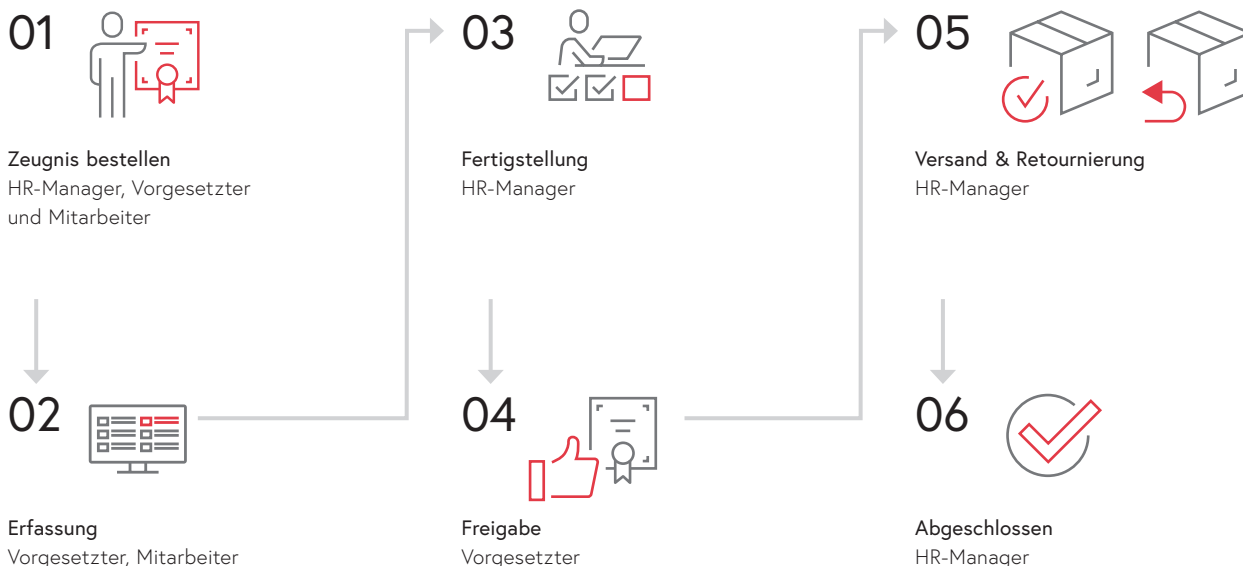 01
Zeugnis bestellen
HR-Manager, Vorgesetzter
und Mitarbeiter
02
Erfassung
Vorgesetzter, Mitarbeiter
03
Fertigstellung
HR-Manager
04
Freigabe
Vorgesetzter
05
Versand & Retournierung
HR-Manager
06
Abgeschlossen
HR-Manager